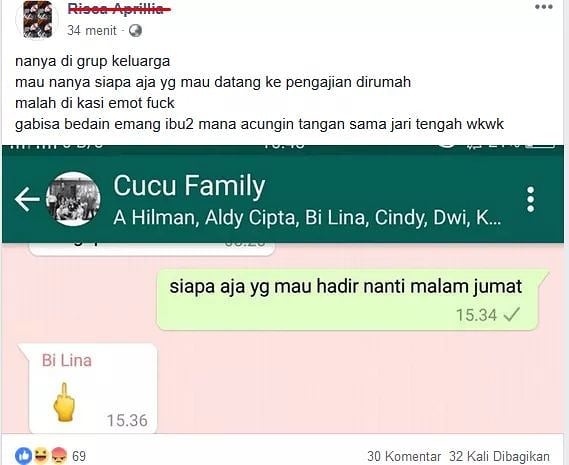 Risca Aprillia
34 menit
nanya di grup keluarga
mau nanya siapa aja yg mau datang ke pengajian dirumah
malah di kasi emot fuck
gabisa bedain emang ibu2 mana acungin tangan sama jari tengah wkwk
Cucu Family
A Hilman, Aldy Cipta, Bi Lina, Cindy, Dwi, K...
siapa aja yg mau hadir nanti malam jumat
15.34
Bi Lina
🖕
15.36
69
30 Komentar 32 Kali Dibagikan